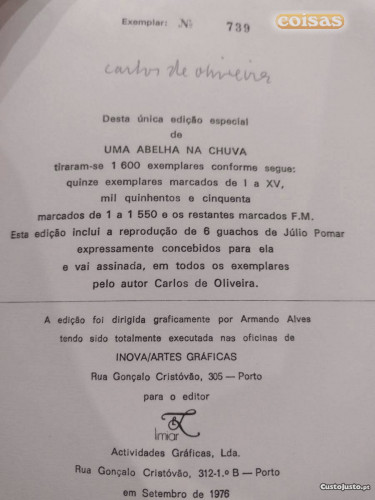 coisas
Exemplar: Nº 739
carlos de oliveira
Desta única edição especial
de
UMA ABELHA NA CHUVA
tiraram-se 1 600 exemplares conforme segue:
quinze exemplares marcados de I a XV,
mil quinhentos e cinquenta
marcados de 1 a 1 550 e os restantes marcados F.M.
Esta edição inclui a reprodução de 6 guachos de Júlio Pomar
expressamente concebidos para ela
e vai assinada, em todos os exemplares
pelo autor Carlos de Oliveira.
A edição foi dirigida graficamente por Armando Alves
tendo sido totalmente executada nas oficinas de
INOVA/ARTES GRÁFICAS
Rua Gonçalo Cristóvão, 305 — Porto
para o editor
limiar
Actividades Gráficas, Lda.
Rua Gonçalo Cristóvão, 312-1.º B — Porto
em Setembro de 1976
CustoJusto.pt